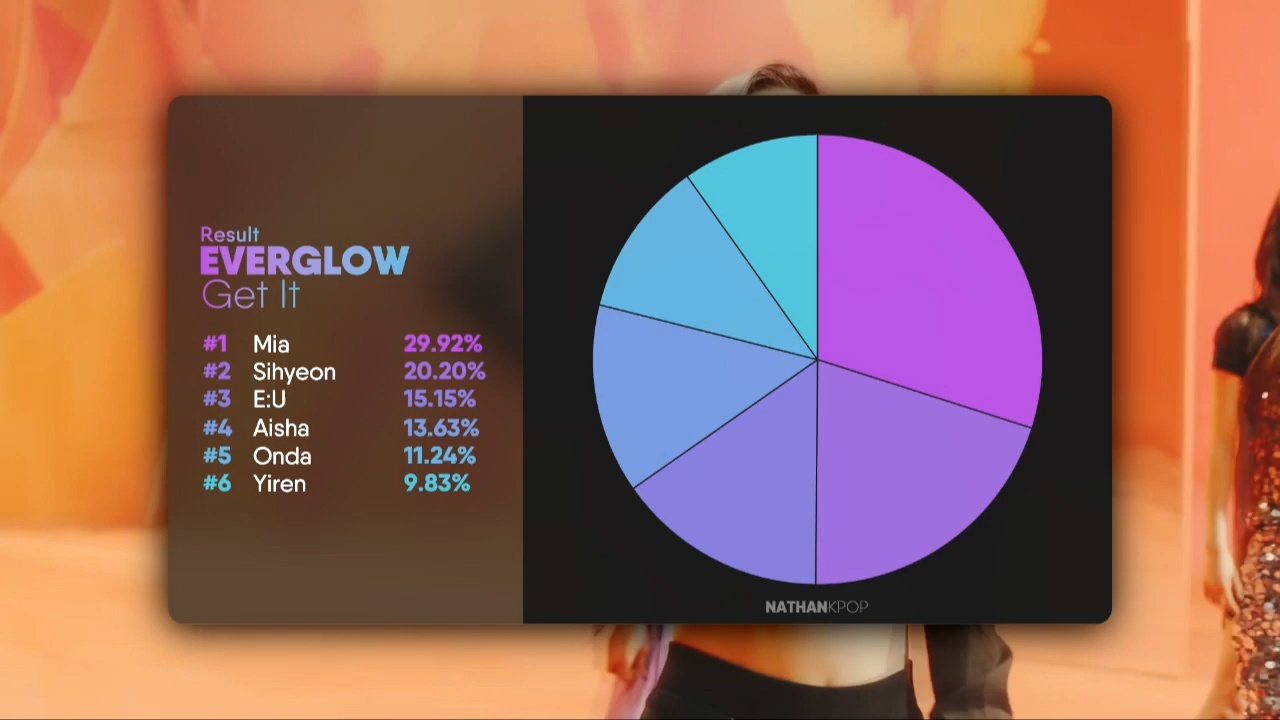 Result
EVERGLOW
Get It
#1 Mia 29.92%
#2 Sihyeon 20.20%
#3 E:U 15.15%
#4 Aisha 13.63%
#5 Onda 11.24%
#6 Yiren 9.83%
NATHANKPOP